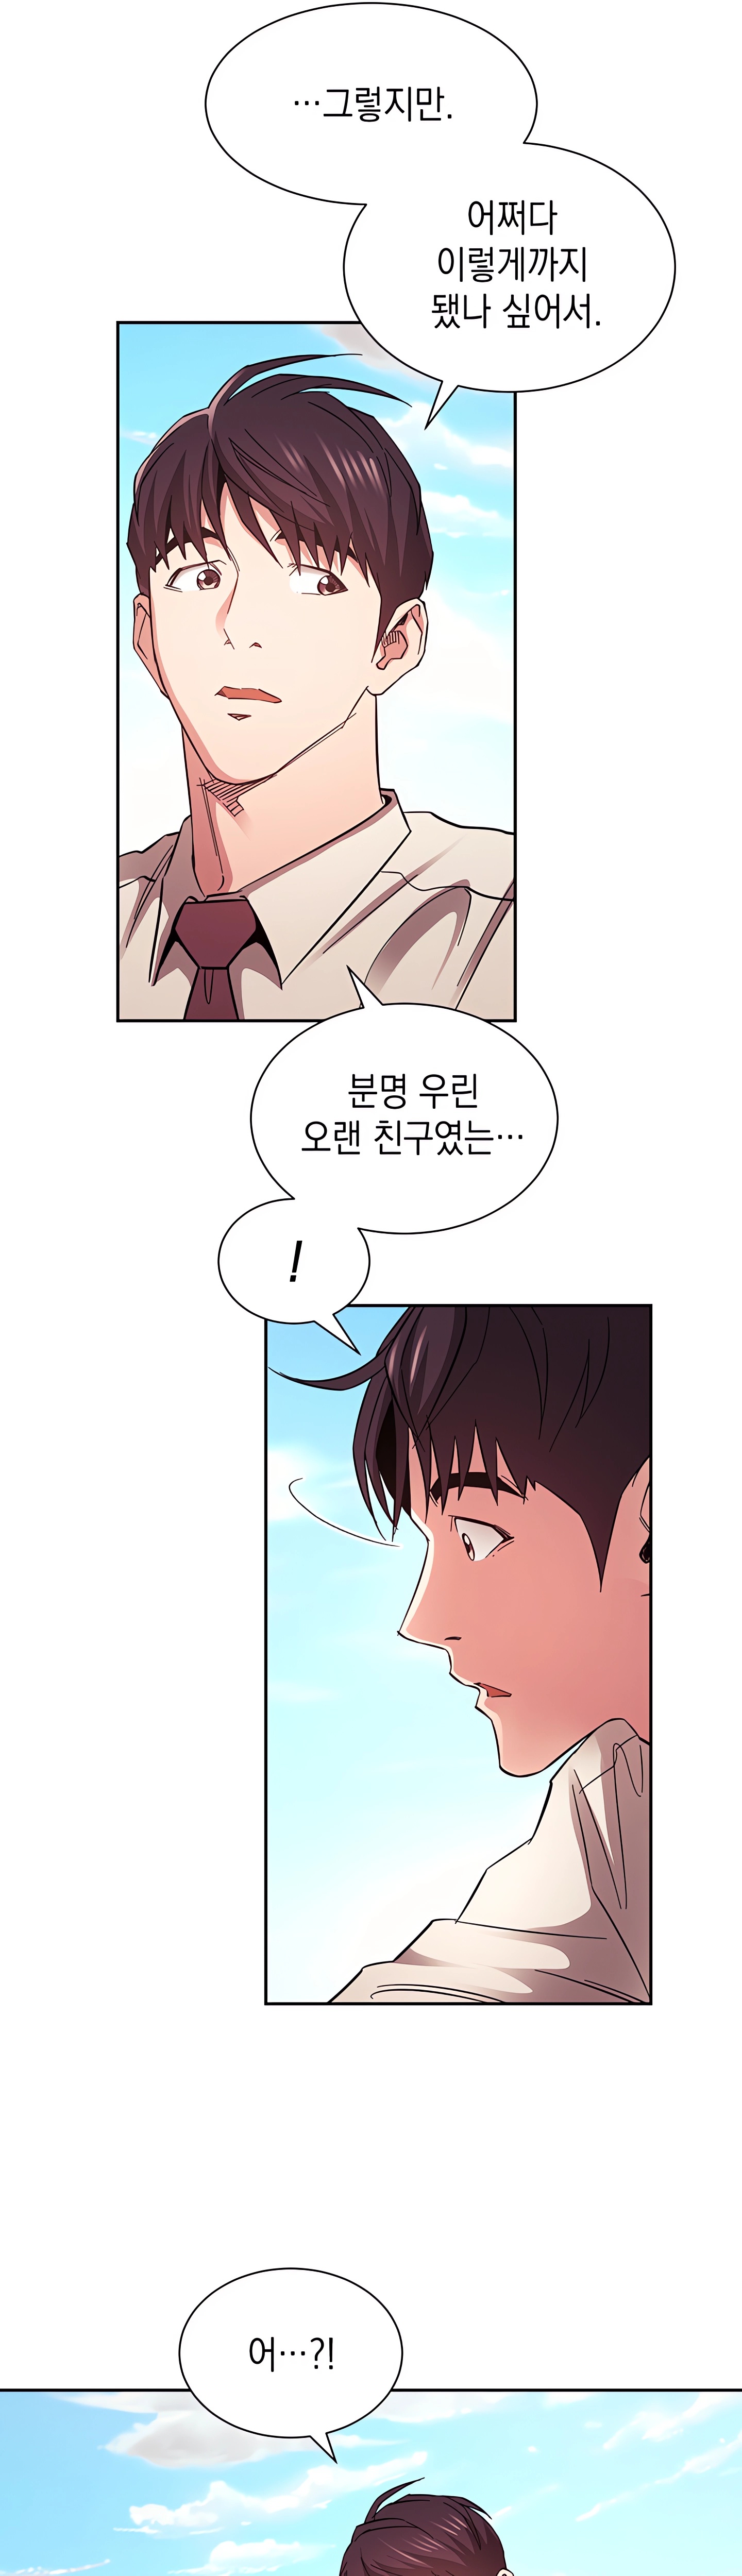 …그렇지만.
어쩌다
이렇게까지
됐나 싶어서.
분명 우린
오랜 친구였는…
!
어…?!